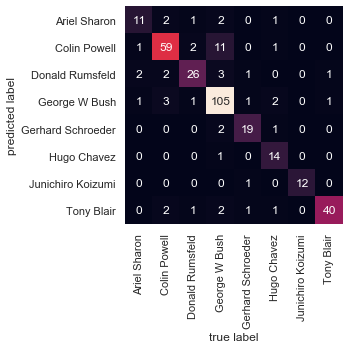 predicted label
Ariel Sharon 11 2 1 2 0 1 0 0
Colin Powell 1 59 2 11 0 1 0 0
Donald Rumsfeld 2 2 26 3 1 0 0 1
George W Bush 1 3 1 105 1 2 0 1
Gerhard Schroeder 0 0 0 2 19 1 0 0
Hugo Chavez 0 0 0 1 0 14 0 0
Junichiro Koizumi 0 0 0 0 1 0 12 0
Tony Blair 0 2 1 2 1 1 0 40
Ariel Sharon
Colin Powell
Donald Rumsfeld
George W Bush
Gerhard Schroeder
Hugo Chavez
Junichiro Koizumi
Tony Blair
true label